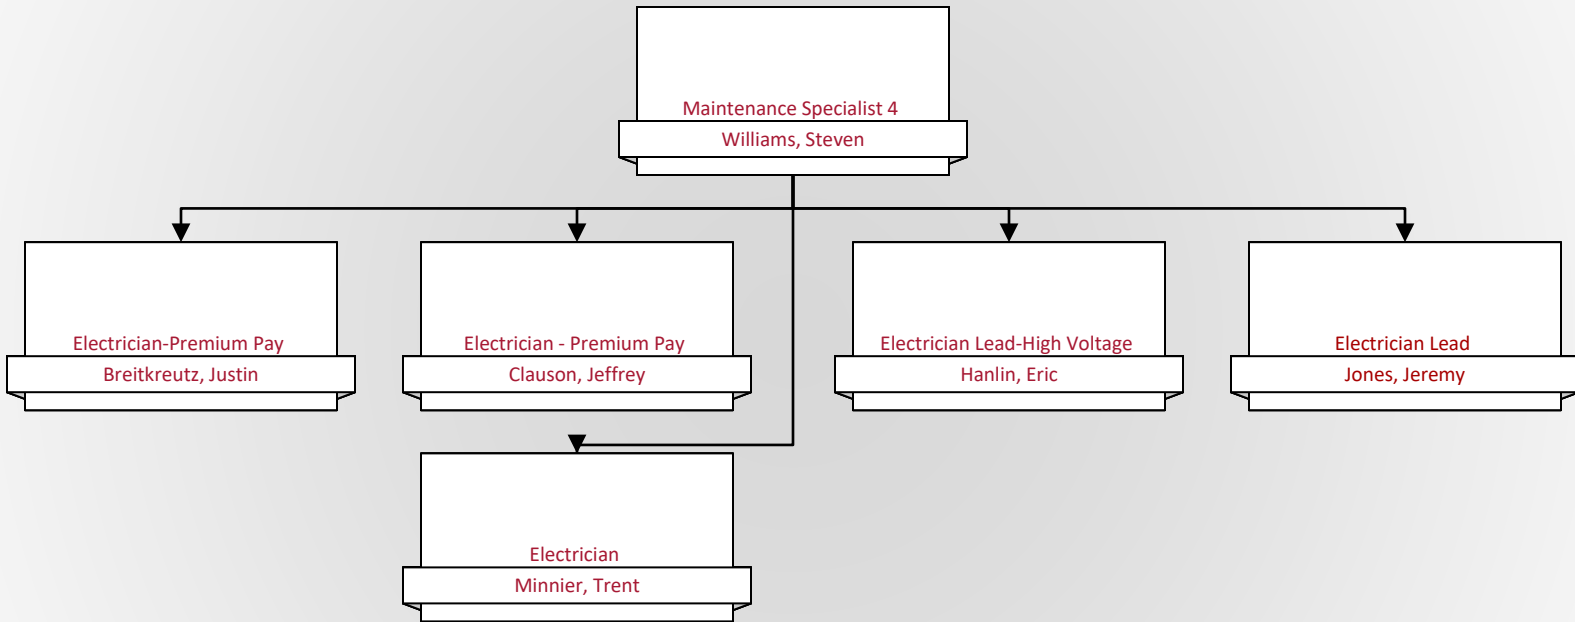 Maintenance Specialist 4
Williams, Steven
Electrician-Premium Pay
Breitkreutz, Justin
Electrician - Premium Pay
Clauson, Jeffrey
Electrician Lead-High Voltage
Hanlin, Eric
Electrician Lead
Jones, Jeremy
Electrician
Minnier, Trent